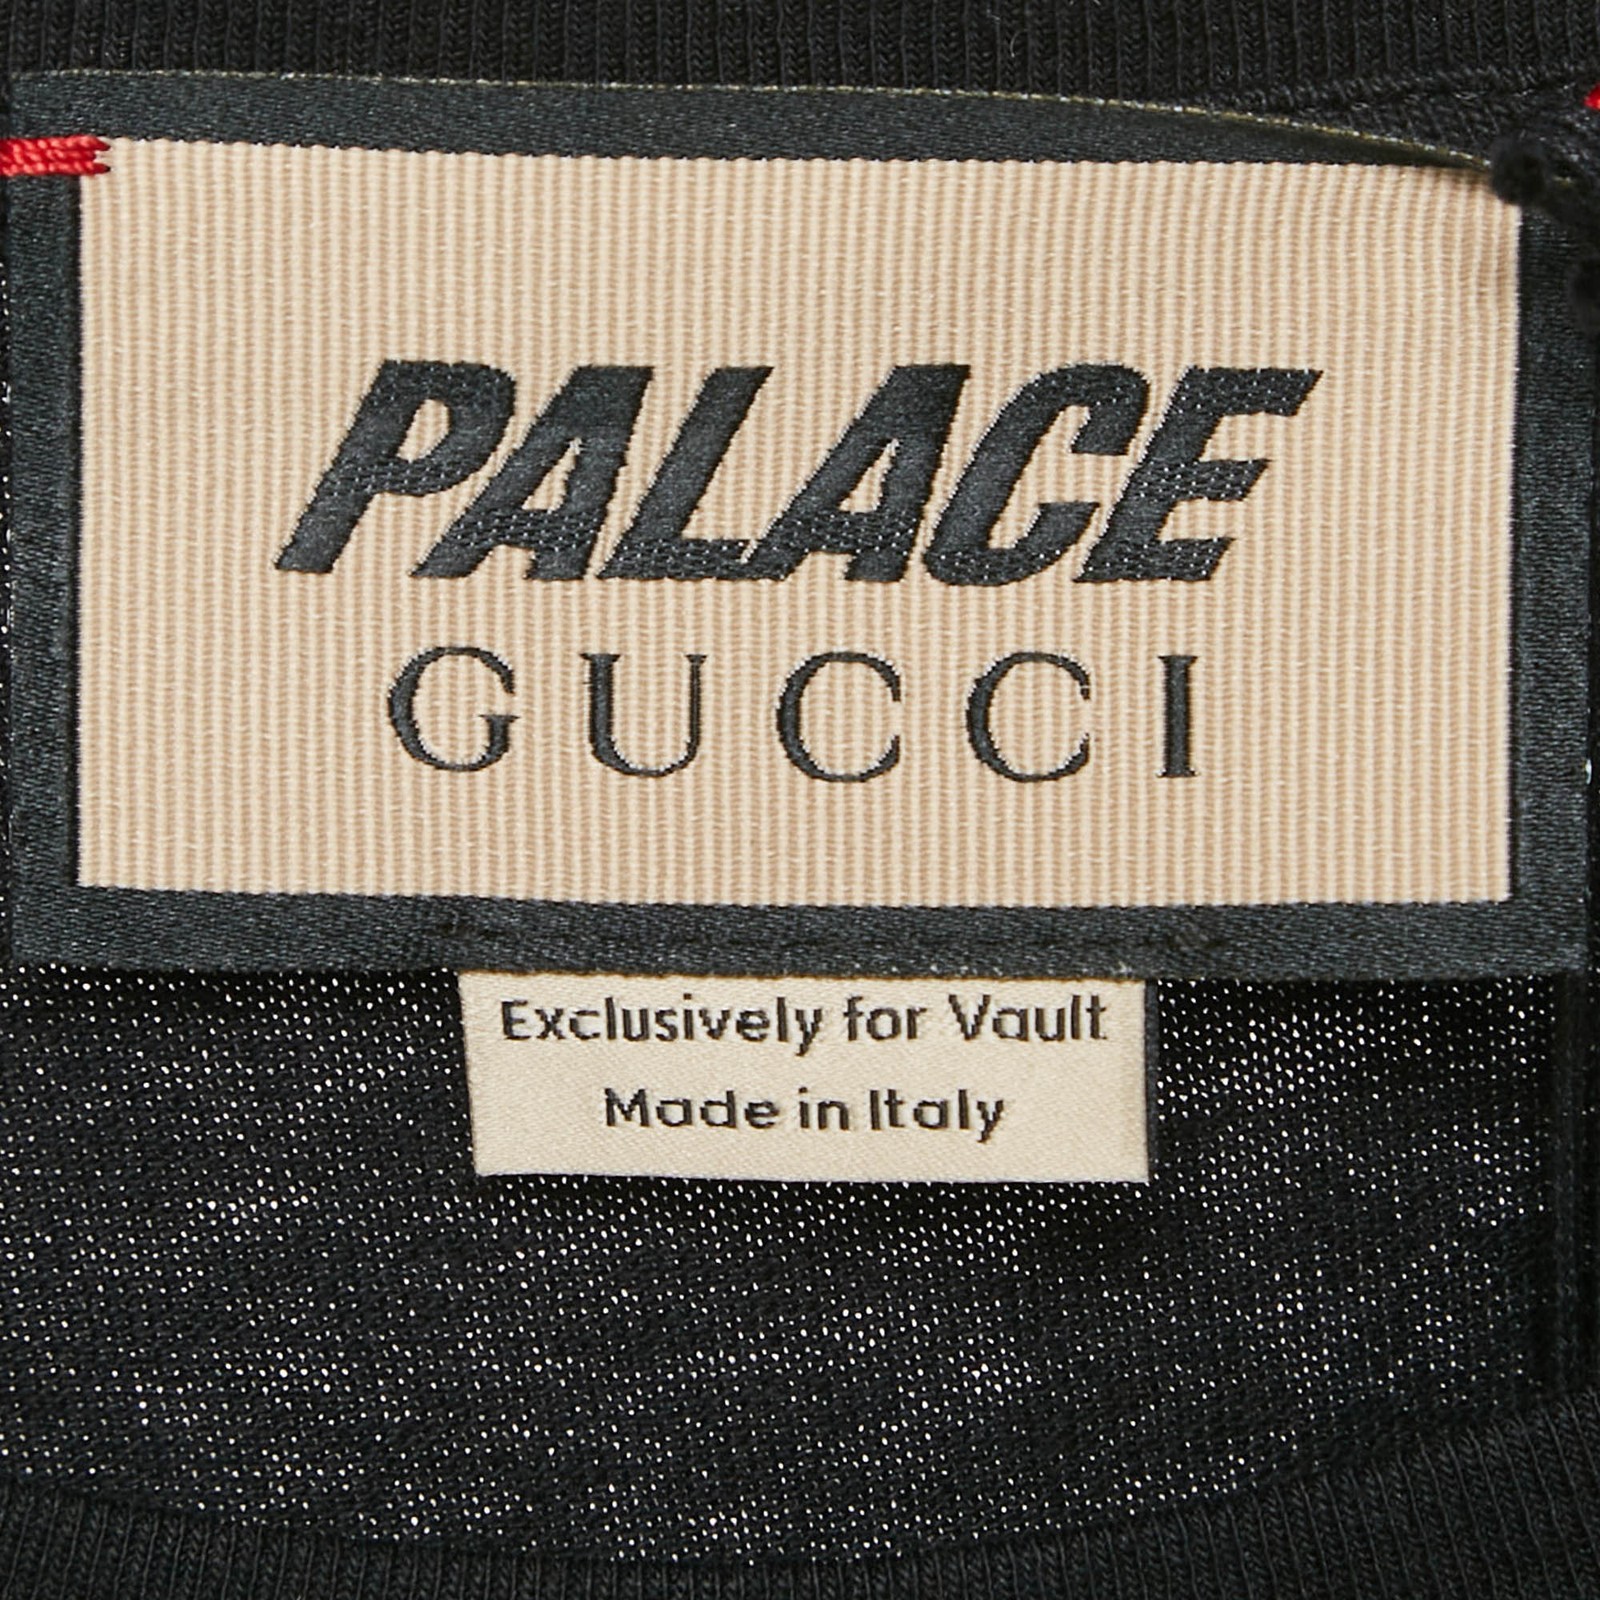 PALACE
GUCCI
Exclusively for Vault
Made in Italy